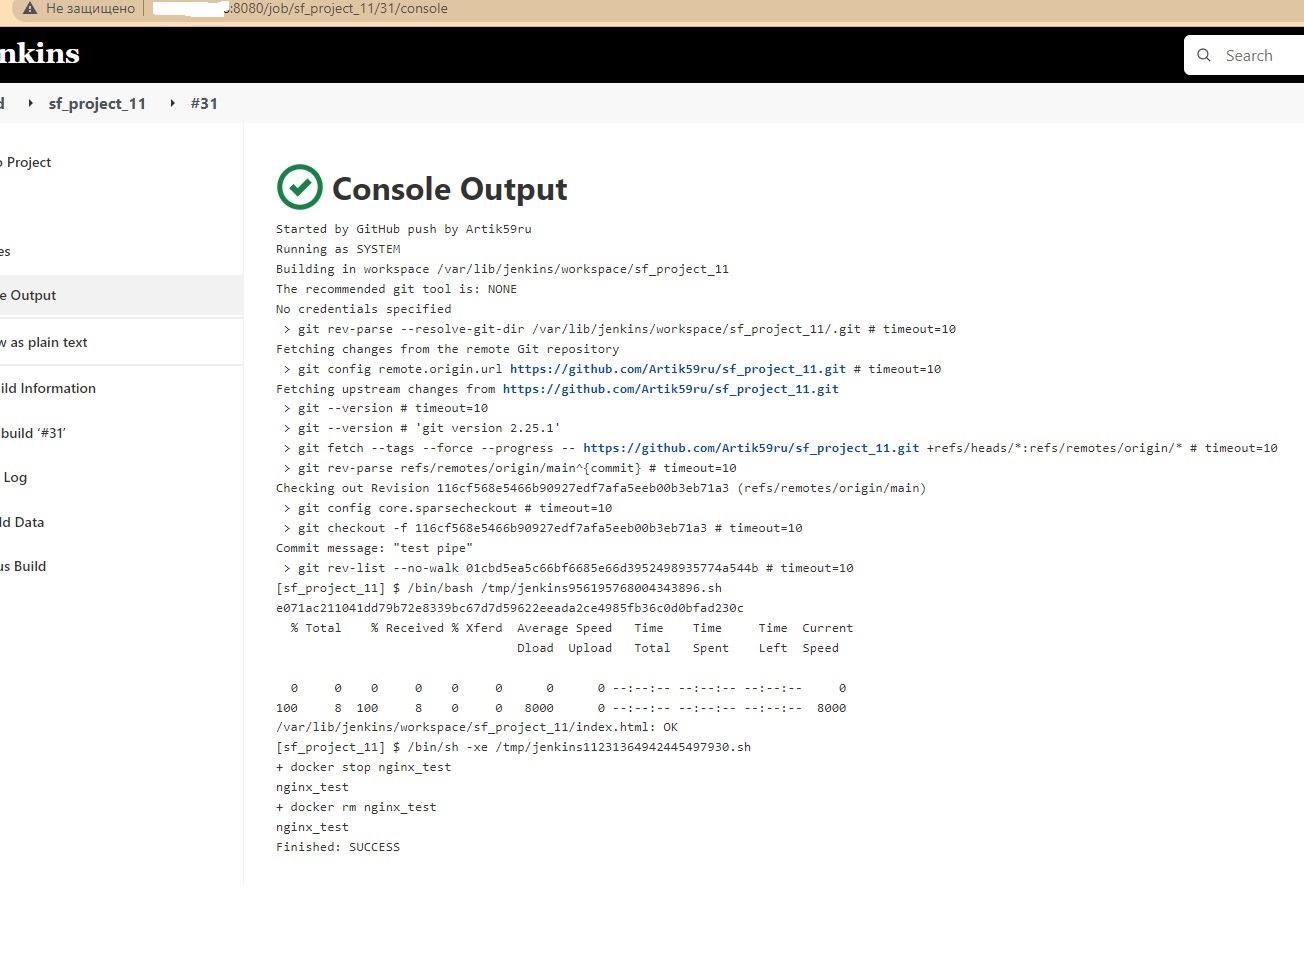 Не защищено
:8080/job/sf_project_11/31/console
nkins
Search
d
sf_project_11
#31
o Project
es
e Output
w as plain text
ild Information
build ‘#31’
Log
ld Data
us Build
Console Output
Started by GitHub push by Artik59ru
Running as SYSTEM
Building in workspace /var/lib/jenkins/workspace/sf_project_11
The recommended git tool is: NONE
No credentials specified
> git rev-parse --resolve-git-dir /var/lib/jenkins/workspace/sf_project_11/.git # timeout=10
Fetching changes from the remote Git repository
> git config remote.origin.url https://github.com/Artik59ru/sf_project_11.git # timeout=10
Fetching upstream changes from https://github.com/Artik59ru/sf_project_11.git
> git --version # timeout=10
> git --version # 'git version 2.25.1'
> git fetch --tags --force --progress -- https://github.com/Artik59ru/sf_project_11.git +refs/heads/*:refs/remotes/origin/* # timeout=10
> git rev-parse refs/remotes/origin/main^{commit} # timeout=10
Checking out Revision 116cf568e5466b90927edf7afa5eeb00b3eb71a3 (refs/remotes/origin/main)
> git config core.sparsecheckout # timeout=10
> git checkout -f 116cf568e5466b90927edf7afa5eeb00b3eb71a3 # timeout=10
Commit message: "test pipe"
> git rev-list --no-walk 01cbd5ea5c66bf6685e66d3952498935774a544b # timeout=10
[sf_project_11] $ /bin/bash /tmp/jenkins956195768004343896.sh
e071ac211041dd79b72e8339bc67d7d59622eeada2ce4985fb36c0d0bfad230c
% Total % Received % Xferd Average Speed Time Time Time Current
Dload Upload Total Spent Left Speed
0 0 0 0 0 0 0 0 --:--:-- --:--:-- --:--:-- 0
100 8 100 8 0 0 8000 0 --:--:-- --:--:-- --:--:-- 8000
/var/lib/jenkins/workspace/sf_project_11/index.html: OK
[sf_project_11] $ /bin/sh -xe /tmp/jenkins11231364942445497930.sh
+ docker stop nginx_test
nginx_test
+ docker rm nginx_test
nginx_test
Finished: SUCCESS